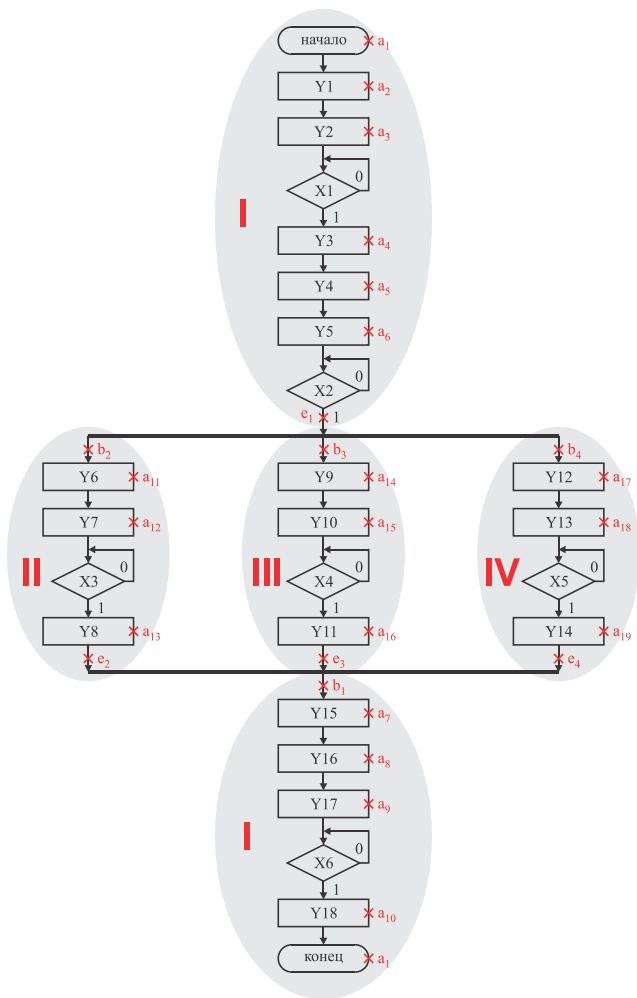 начало a₁
Y1 a₂
Y2 a₃
0
X1
I
1
Y3 a₄
Y4 a₅
Y5 a₆
0
X2
e₁ 1
b₂ b₃ b₄
Y6 a₁₁ Y9 a₁₄ Y12 a₁₇
Y7 a₁₂ Y10 a₁₅ Y13 a₁₈
0 0 0
II X3 III X4 IV X5
1 1 1
Y8 a₁₃ Y11 a₁₆ Y14 a₁₉
e₂ e₃ e₄
b₁
Y15 a₇
Y16 a₈
Y17 a₉
I
0
X6
1
Y18 a₁₀
конец a₁